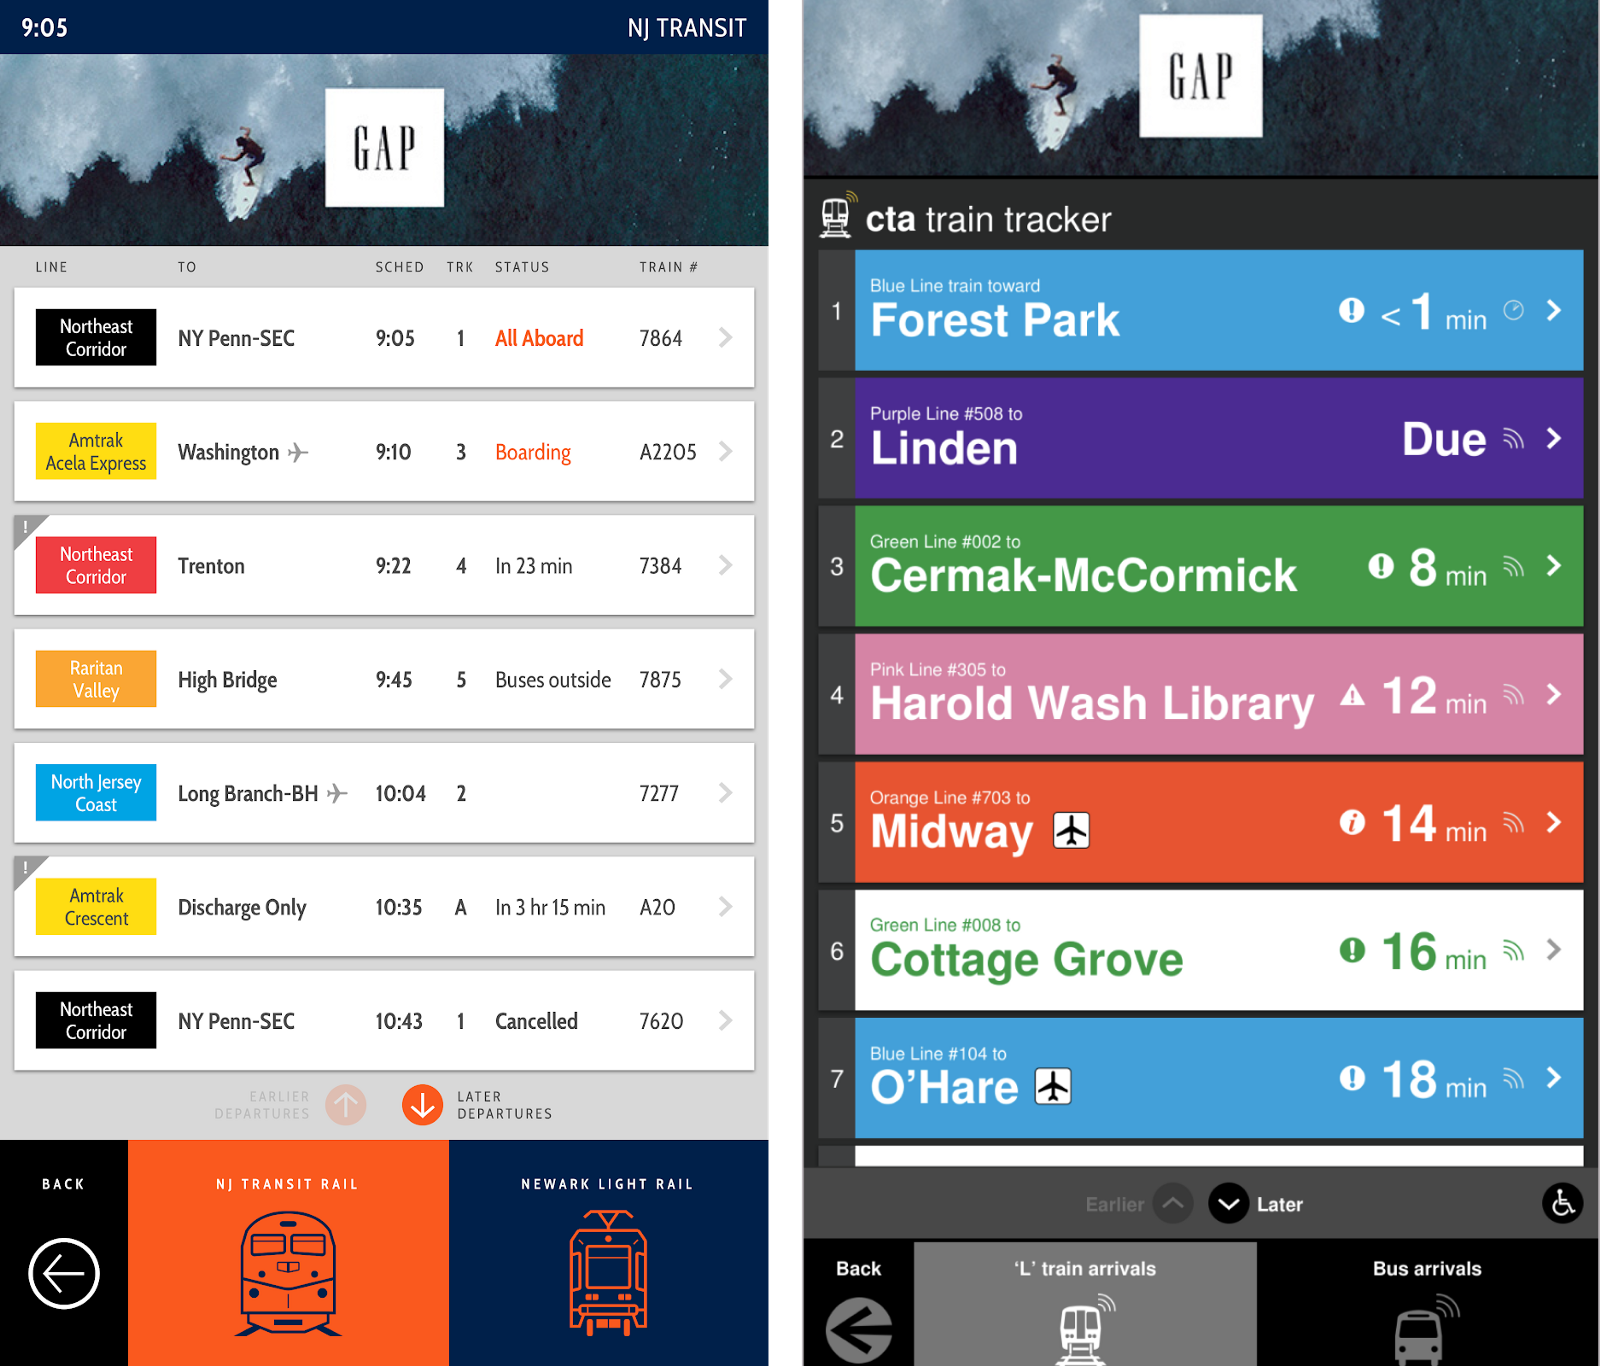 9:05 NJ TRANSIT
GAP
LINE TO SCHED TRK STATUS TRAIN #
Northeast
Corridor
NY Penn-SEC 9:05 1 All Aboard 7864
Amtrak
Acela Express
Washington 9:10 3 Boarding A2205
!
Northeast
Corridor
Trenton 9:22 4 In 23 min 7384
Raritan
Valley
High Bridge 9:45 5 Buses outside 7875
North Jersey
Coast
Long Branch-BH 10:04 2 7277
!
Amtrak
Crescent
Discharge Only 10:35 A In 3 hr 15 min A20
Northeast
Corridor
NY Penn-SEC 10:43 1 Cancelled 7620
EARLIER
DEPARTURES
LATER
DEPARTURES
BACK
NJ TRANSIT RAIL
NEWARK LIGHT RAIL
GAP
cta train tracker
1
Blue Line train toward
Forest Park ! < 1 min
2
Purple Line #508 to
Linden Due
3
Green Line #002 to
Cermak-McCormick ! 8 min
4
Pink Line #305 to
Harold Wash Library ! 12 min
5
Orange Line #703 to
Midway i 14 min
6
Green Line #008 to
Cottage Grove ! 16 min
7
Blue Line #104 to
O’Hare ! 18 min
Earlier Later
Back
‘L’ train arrivals
Bus arrivals